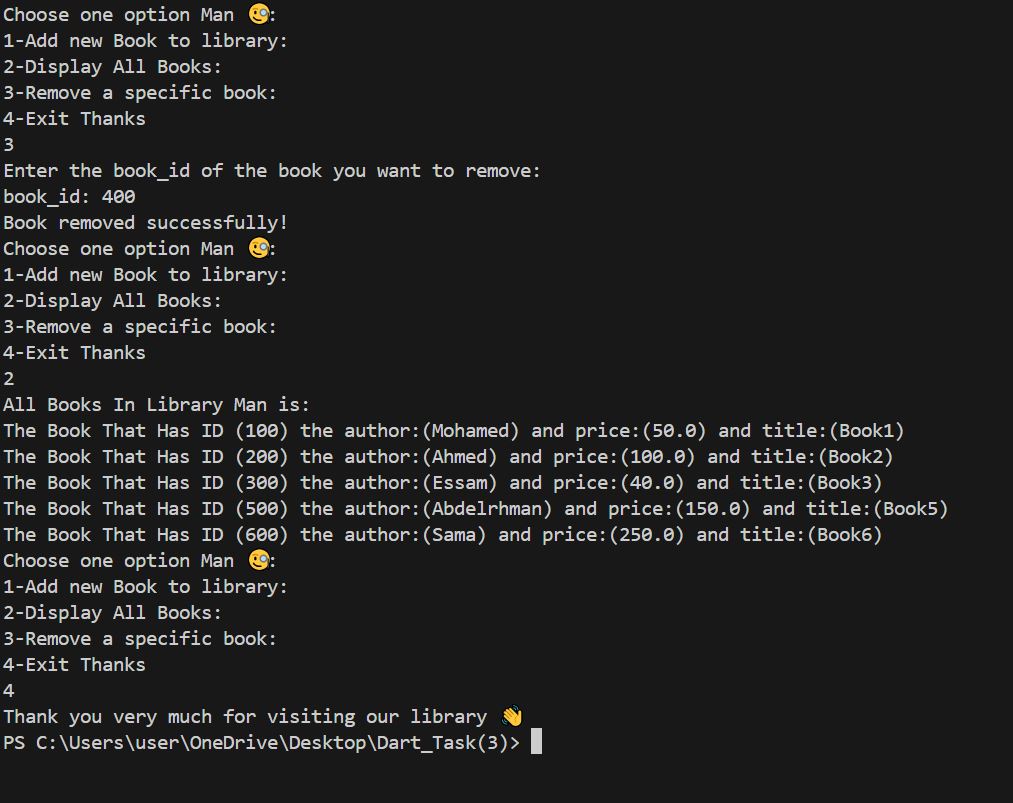 Choose one option Man 🧐:
1-Add new Book to library:
2-Display All Books:
3-Remove a specific book:
4-Exit Thanks
3
Enter the book_id of the book you want to remove:
book_id: 400
Book removed successfully!
Choose one option Man 🧐:
1-Add new Book to library:
2-Display All Books:
3-Remove a specific book:
4-Exit Thanks
2
All Books In Library Man is:
The Book That Has ID (100) the author:(Mohamed) and price:(50.0) and title:(Book1)
The Book That Has ID (200) the author:(Ahmed) and price:(100.0) and title:(Book2)
The Book That Has ID (300) the author:(Essam) and price:(40.0) and title:(Book3)
The Book That Has ID (500) the author:(Abdelrhman) and price:(150.0) and title:(Book5)
The Book That Has ID (600) the author:(Sama) and price:(250.0) and title:(Book6)
Choose one option Man 🧐:
1-Add new Book to library:
2-Display All Books:
3-Remove a specific book:
4-Exit Thanks
4
Thank you very much for visiting our library 👋
PS C:\Users\user\OneDrive\Desktop\Dart_Task(3)>